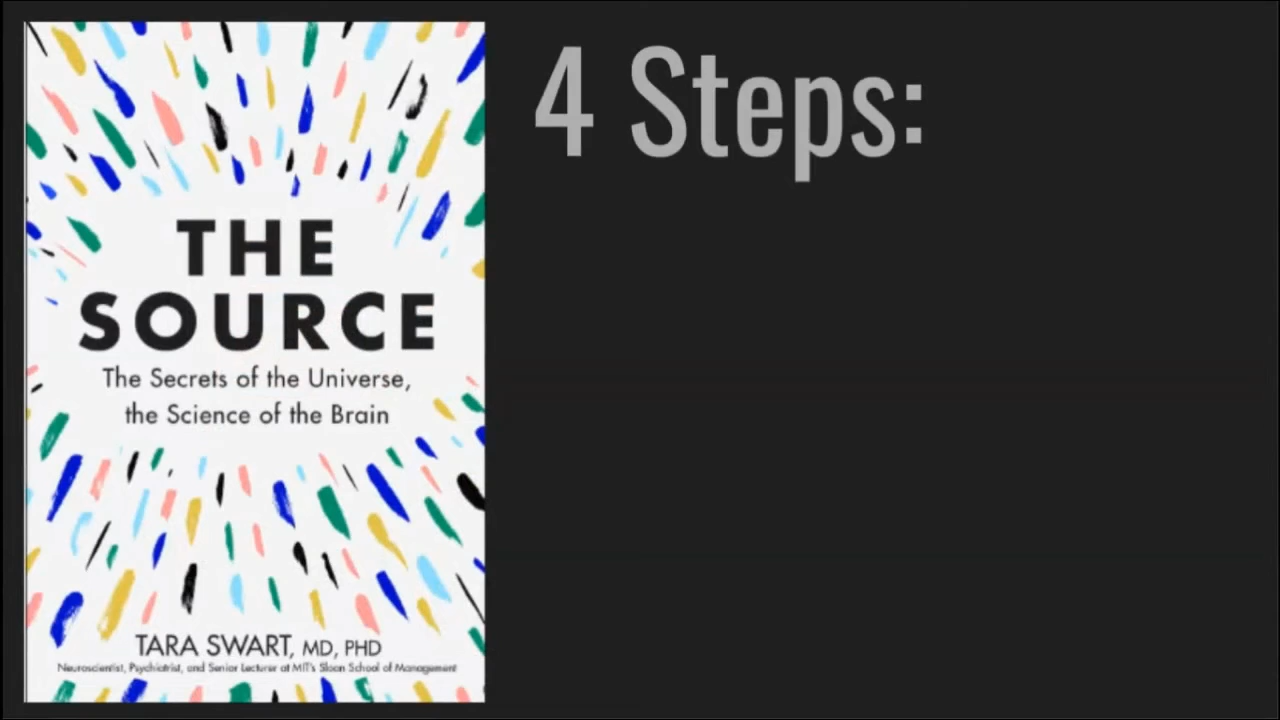 THE
SOURCE
The Secrets of the Universe,
the Science of the Brain
TARA SWART, MD, PHD
Neuroscientist, Psychiatrist, and Senior Lecturer at MIT's Sloan School of Management
4 Steps: